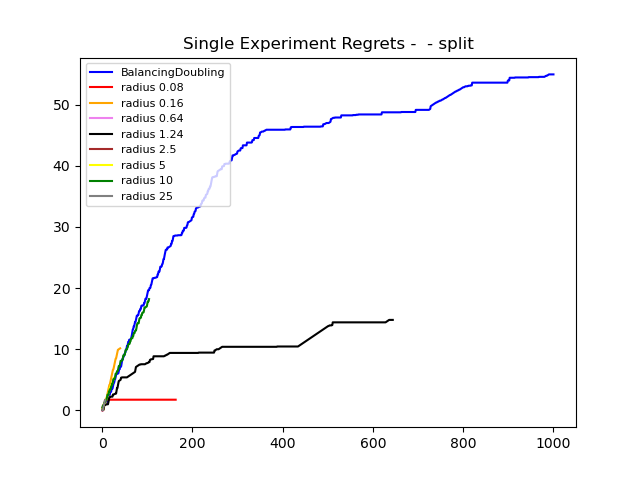 Single Experiment Regrets -  - split
BalancingDoubling
radius 0.08
radius 0.16
radius 0.64
radius 1.24
radius 2.5
radius 5
radius 10
radius 25
50
40
30
20
10
0
0 200 400 600 800 1000